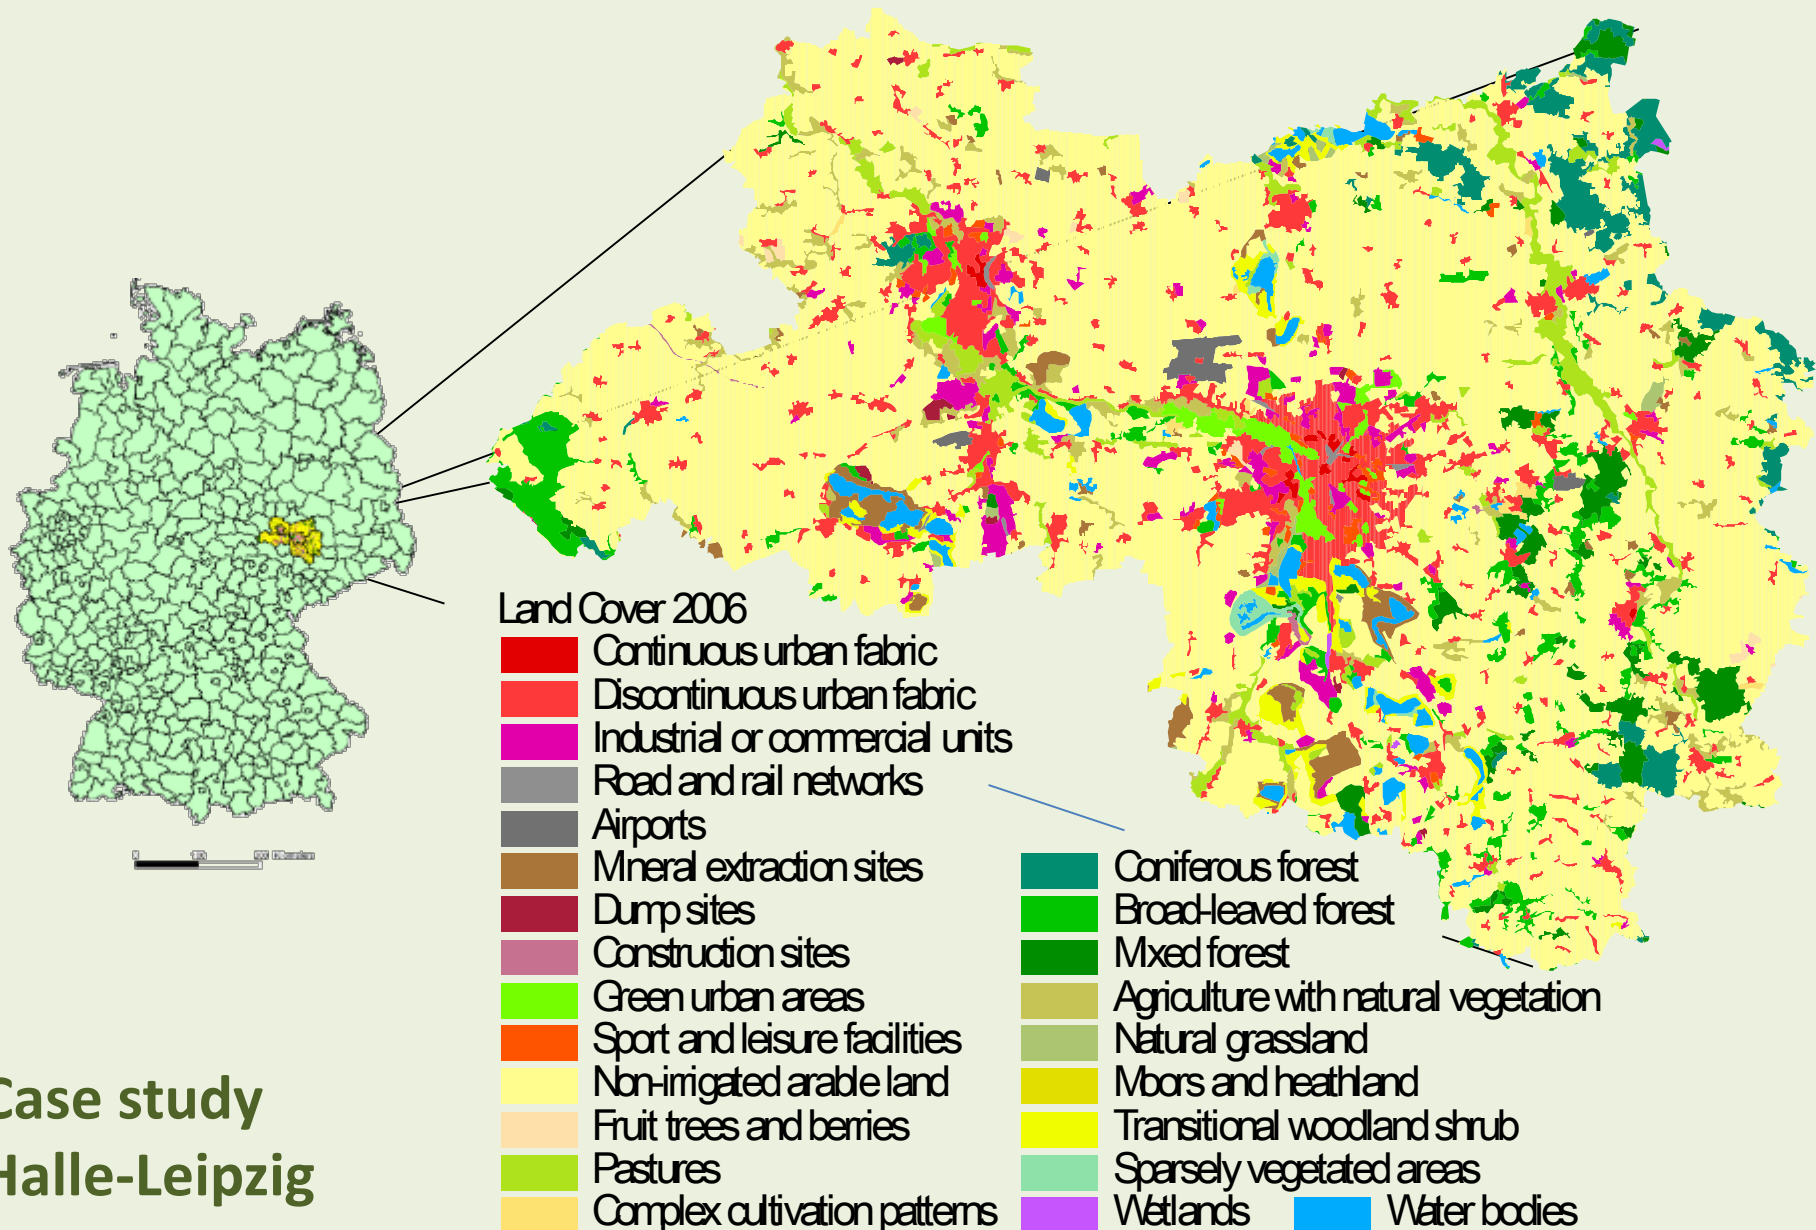 Land Cover 2006
Continuous urban fabric
Discontinuous urban fabric
Industrial or commercial units
Road and rail networks
Airports
Mineral extraction sites
Dump sites
Construction sites
Green urban areas
Sport and leisure facilities
Non-irrigated arable land
Fruit trees and berries
Pastures
Complex cultivation patterns
Coniferous forest
Broad-leaved forest
Mixed forest
Agriculture with natural vegetation
Natural grassland
Moors and heathland
Transitional woodland shrub
Sparsely vegetated areas
Wetlands
Water bodies
Case study
Halle-Leipzig